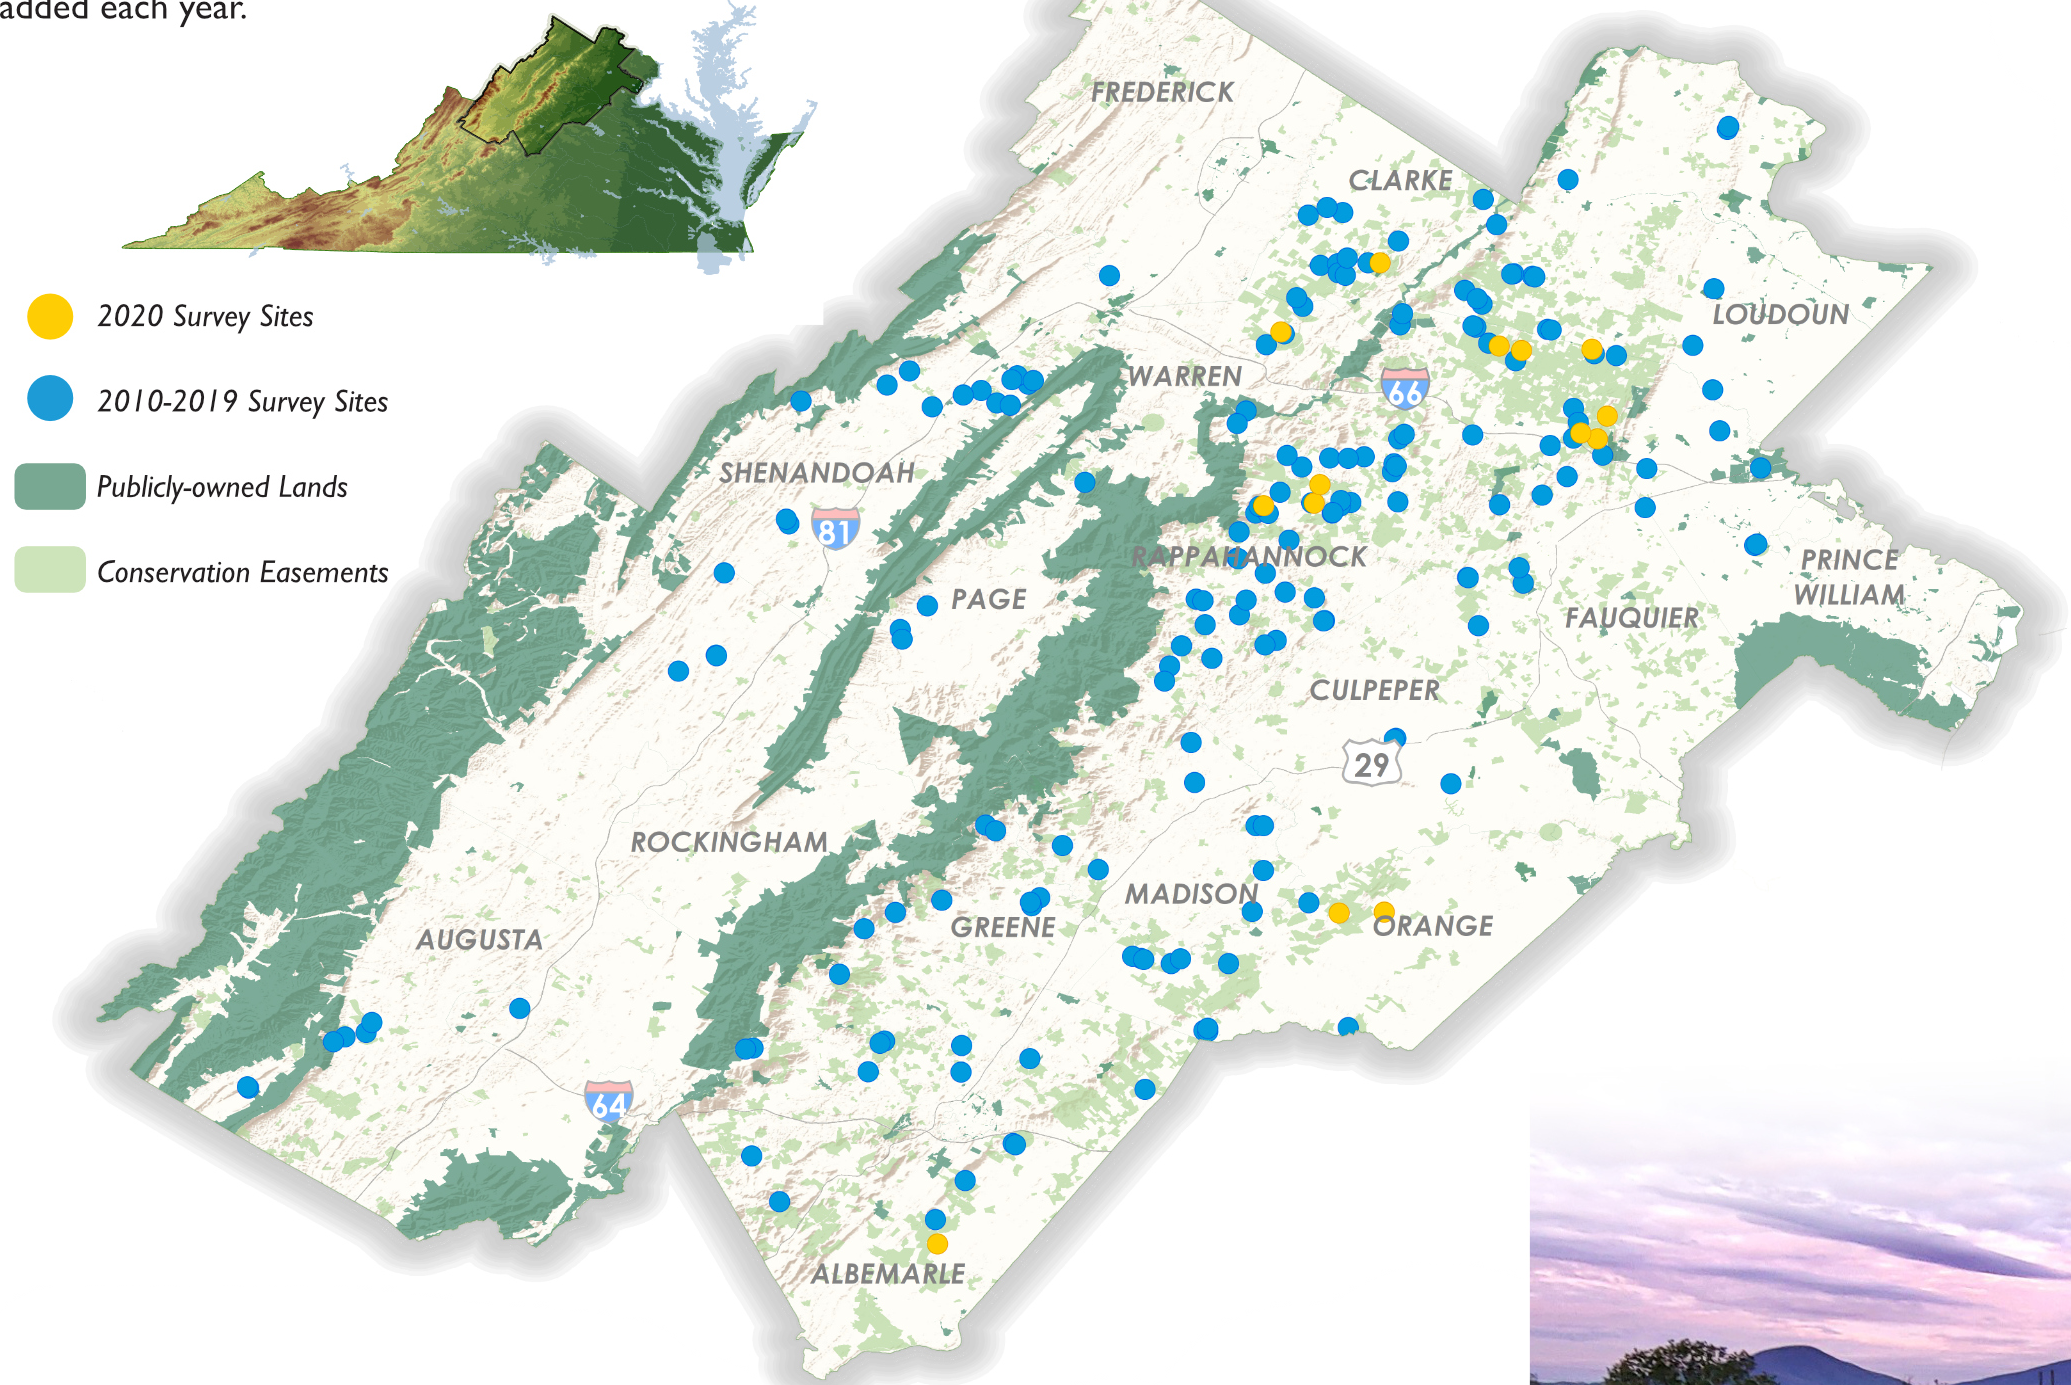 added each year.
2020 Survey Sites
2010-2019 Survey Sites
Publicly-owned Lands
Conservation Easements
FREDERICK
CLARKE
LOUDOUN
WARREN
66
SHENANDOAH
81
RAPPAHANNOCK
PRINCE
WILLIAM
PAGE
FAUQUIER
CULPEPER
29
ROCKINGHAM
MADISON
ORANGE
GREENE
AUGUSTA
64
ALBEMARLE